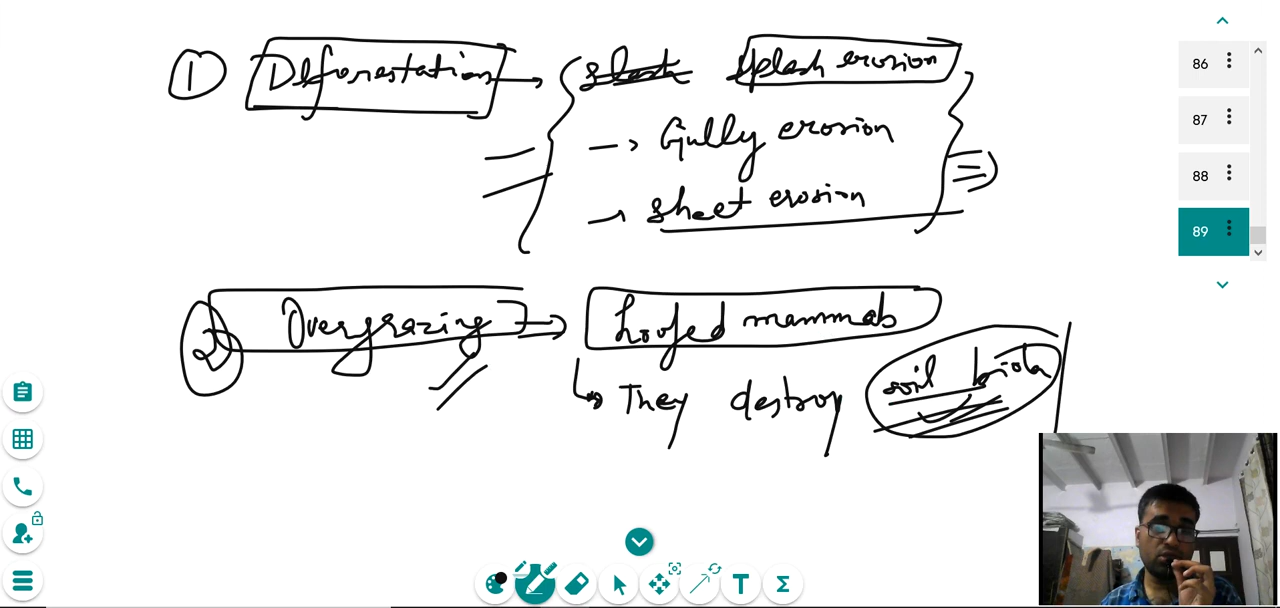 1 Deforestation → splash erosion
→ Gully erosion
→ sheet erosion
2 Overgrazing → hoofed mammals
↳ They destroy soil
86
87
88
89
T
Σ